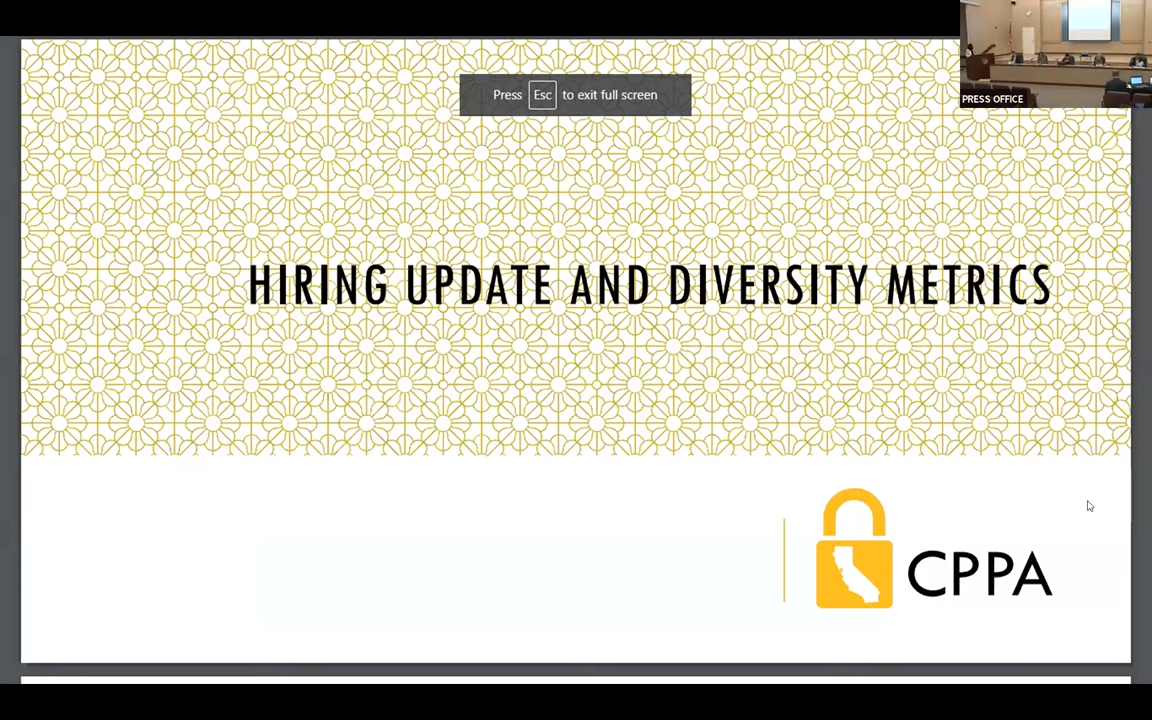 PRESS OFFICE
Press Esc to exit full screen
HIRING UPDATE AND DIVERSITY METRICS
CPPA